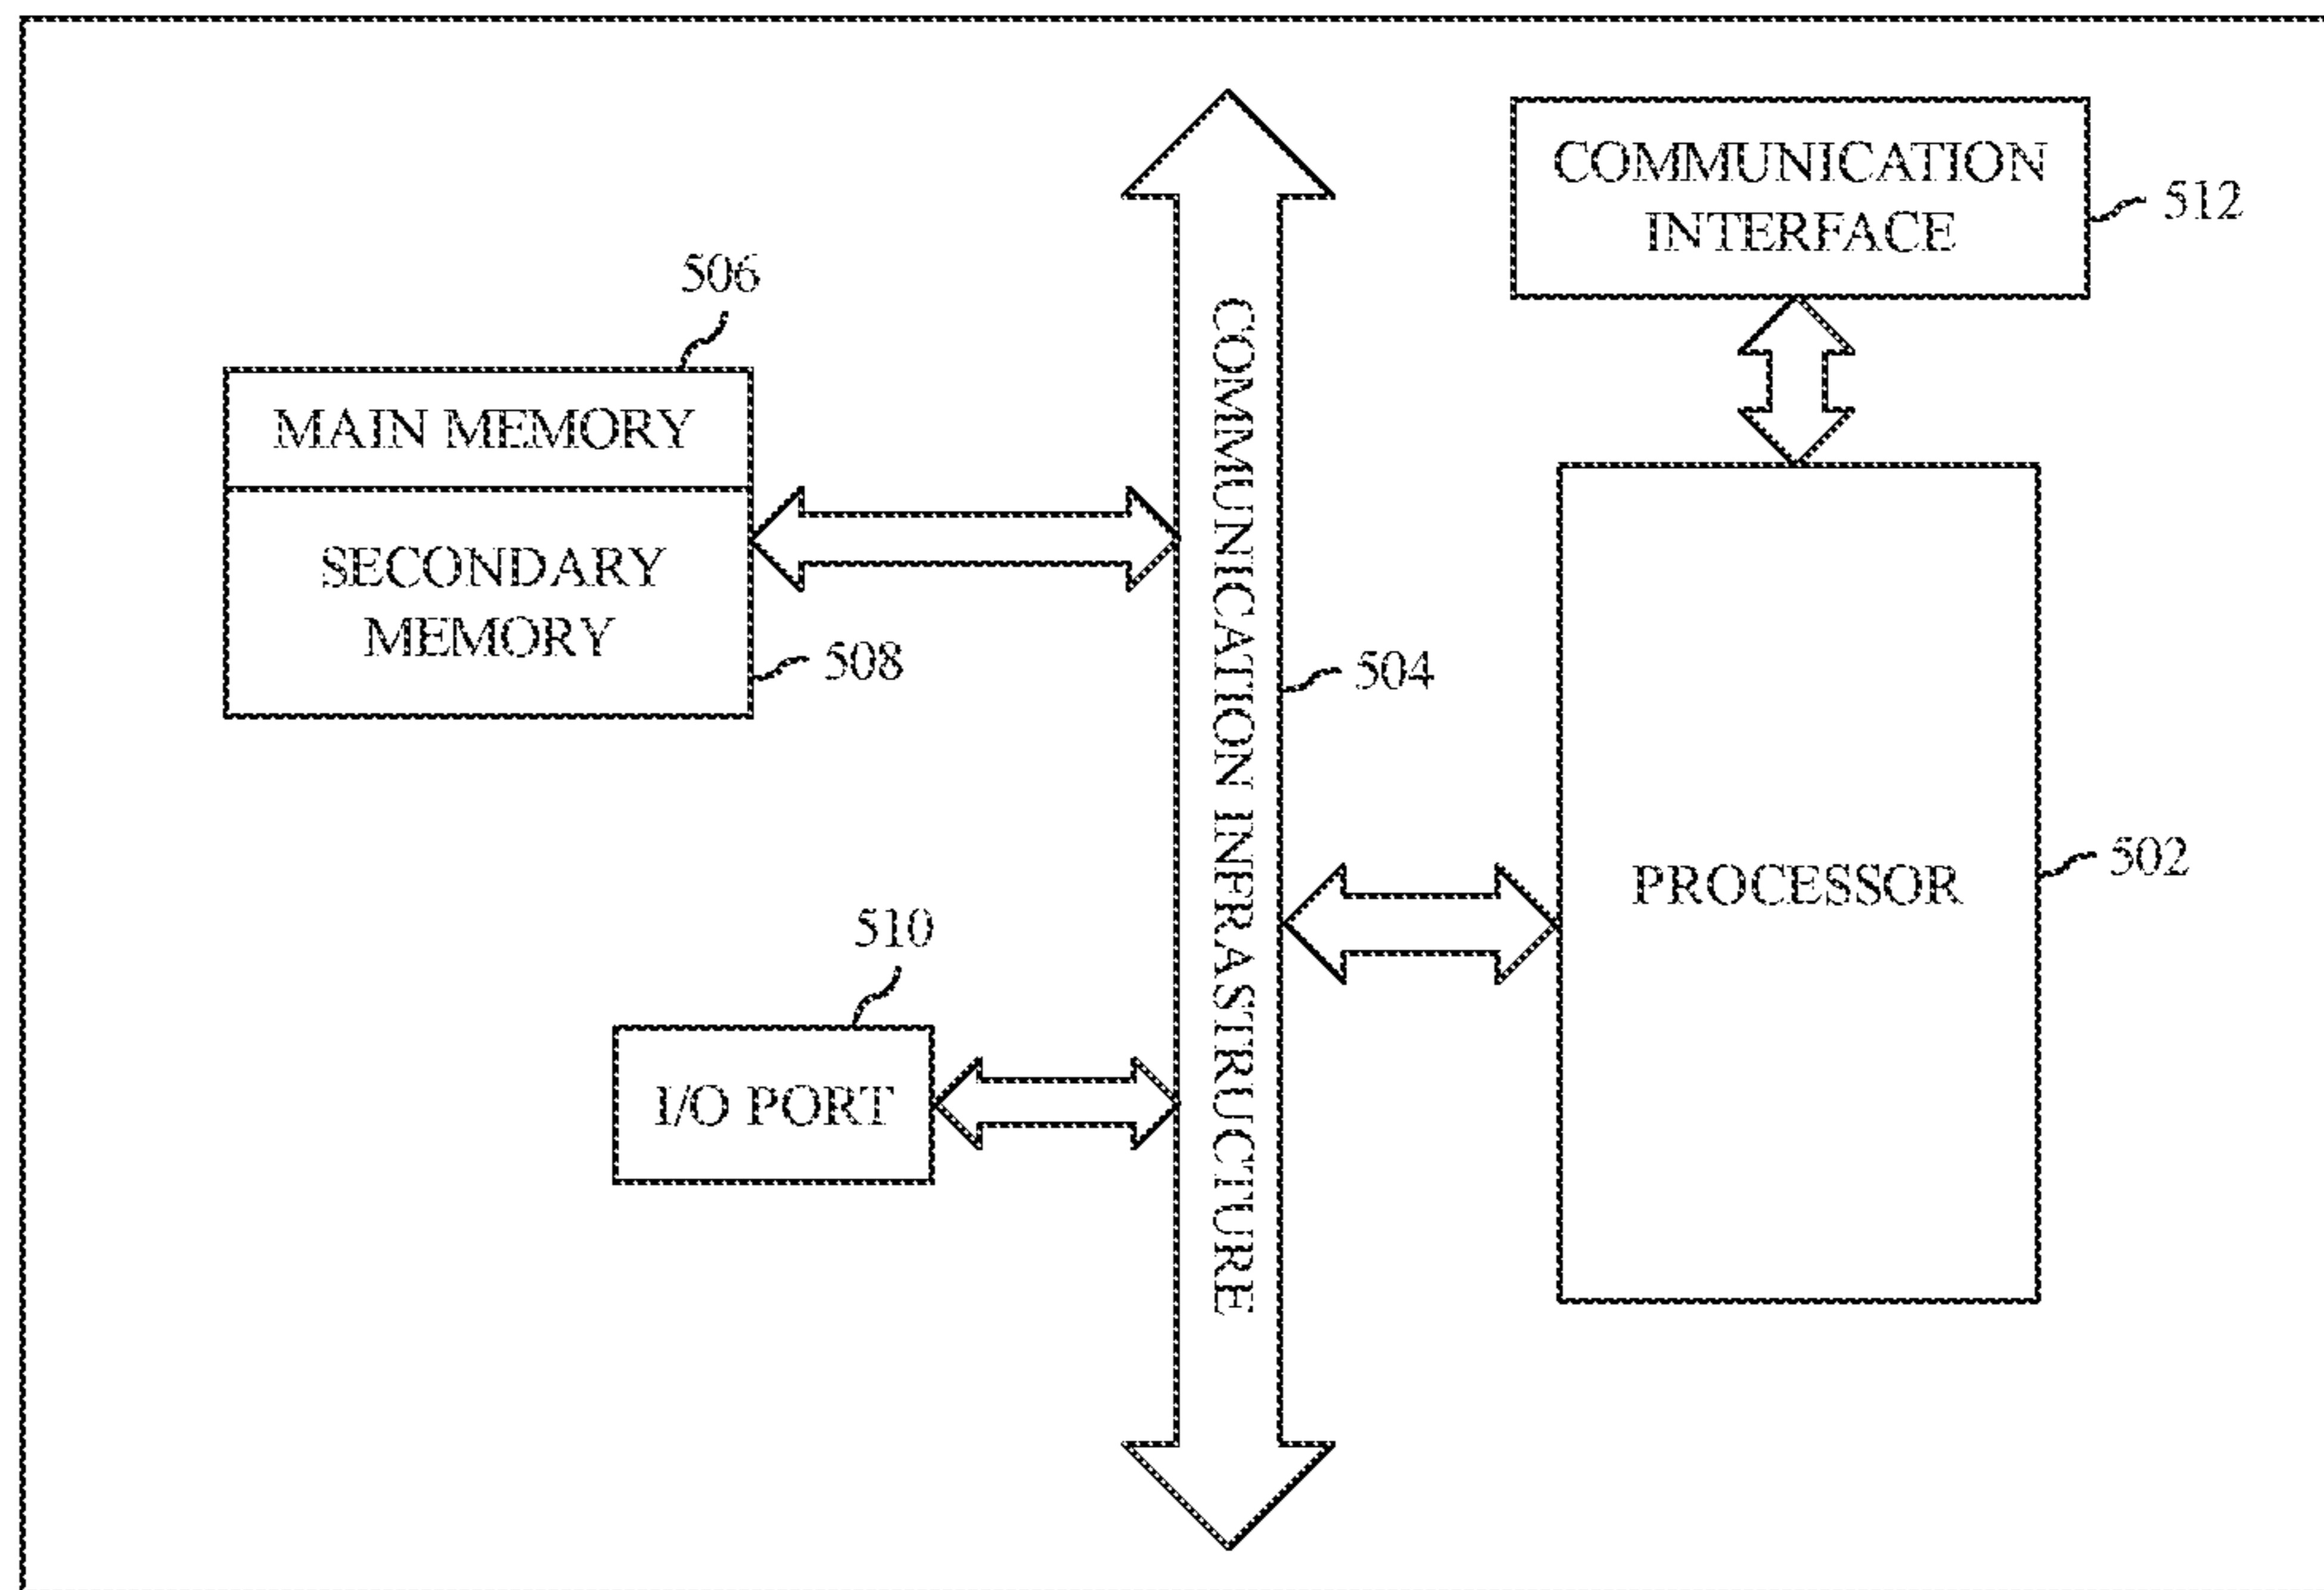 COMMUNICATION
INTERFACE
512
506
MAIN MEMORY
SECONDARY
MEMORY
508
COMMUNICATION INFRASTRUCTURE
504
PROCESSOR
502
510
I/O PORT